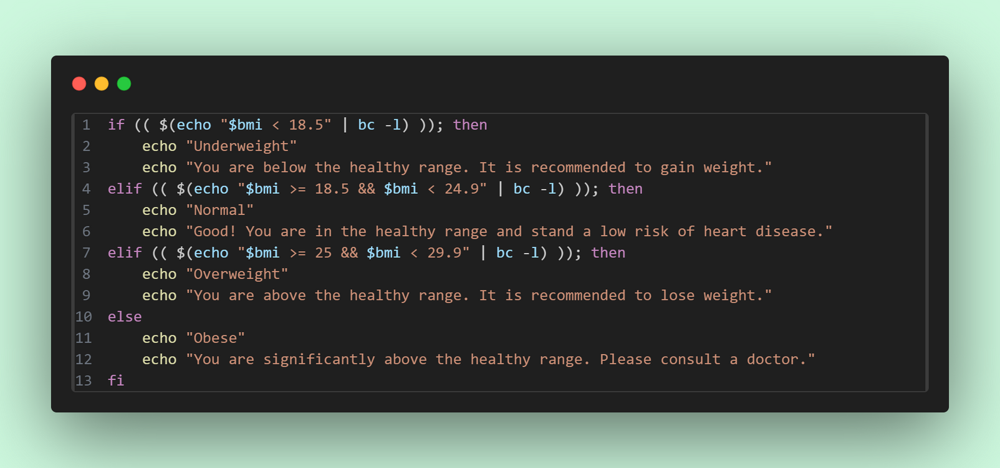 1 if (( $(echo "$bmi < 18.5" | bc -l) )); then
2     echo "Underweight"
3     echo "You are below the healthy range. It is recommended to gain weight."
4 elif (( $(echo "$bmi >= 18.5 && $bmi < 24.9" | bc -l) )); then
5     echo "Normal"
6     echo "Good! You are in the healthy range and stand a low risk of heart disease."
7 elif (( $(echo "$bmi >= 25 && $bmi < 29.9" | bc -l) )); then
8     echo "Overweight"
9     echo "You are above the healthy range. It is recommended to lose weight."
10 else
11     echo "Obese"
12     echo "You are significantly above the healthy range. Please consult a doctor."
13 fi